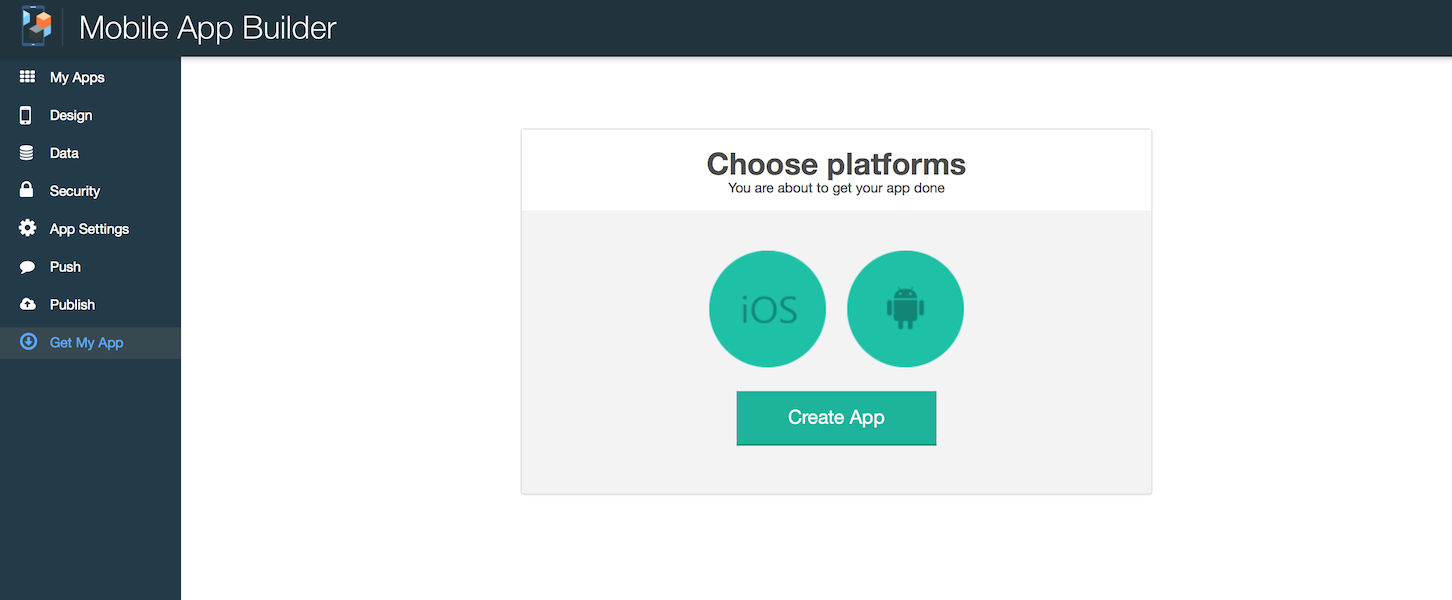 Mobile App Builder
My Apps
Design
Data
Security
App Settings
Push
Publish
Get My App
Choose platforms
You are about to get your app done
iOS
Create App